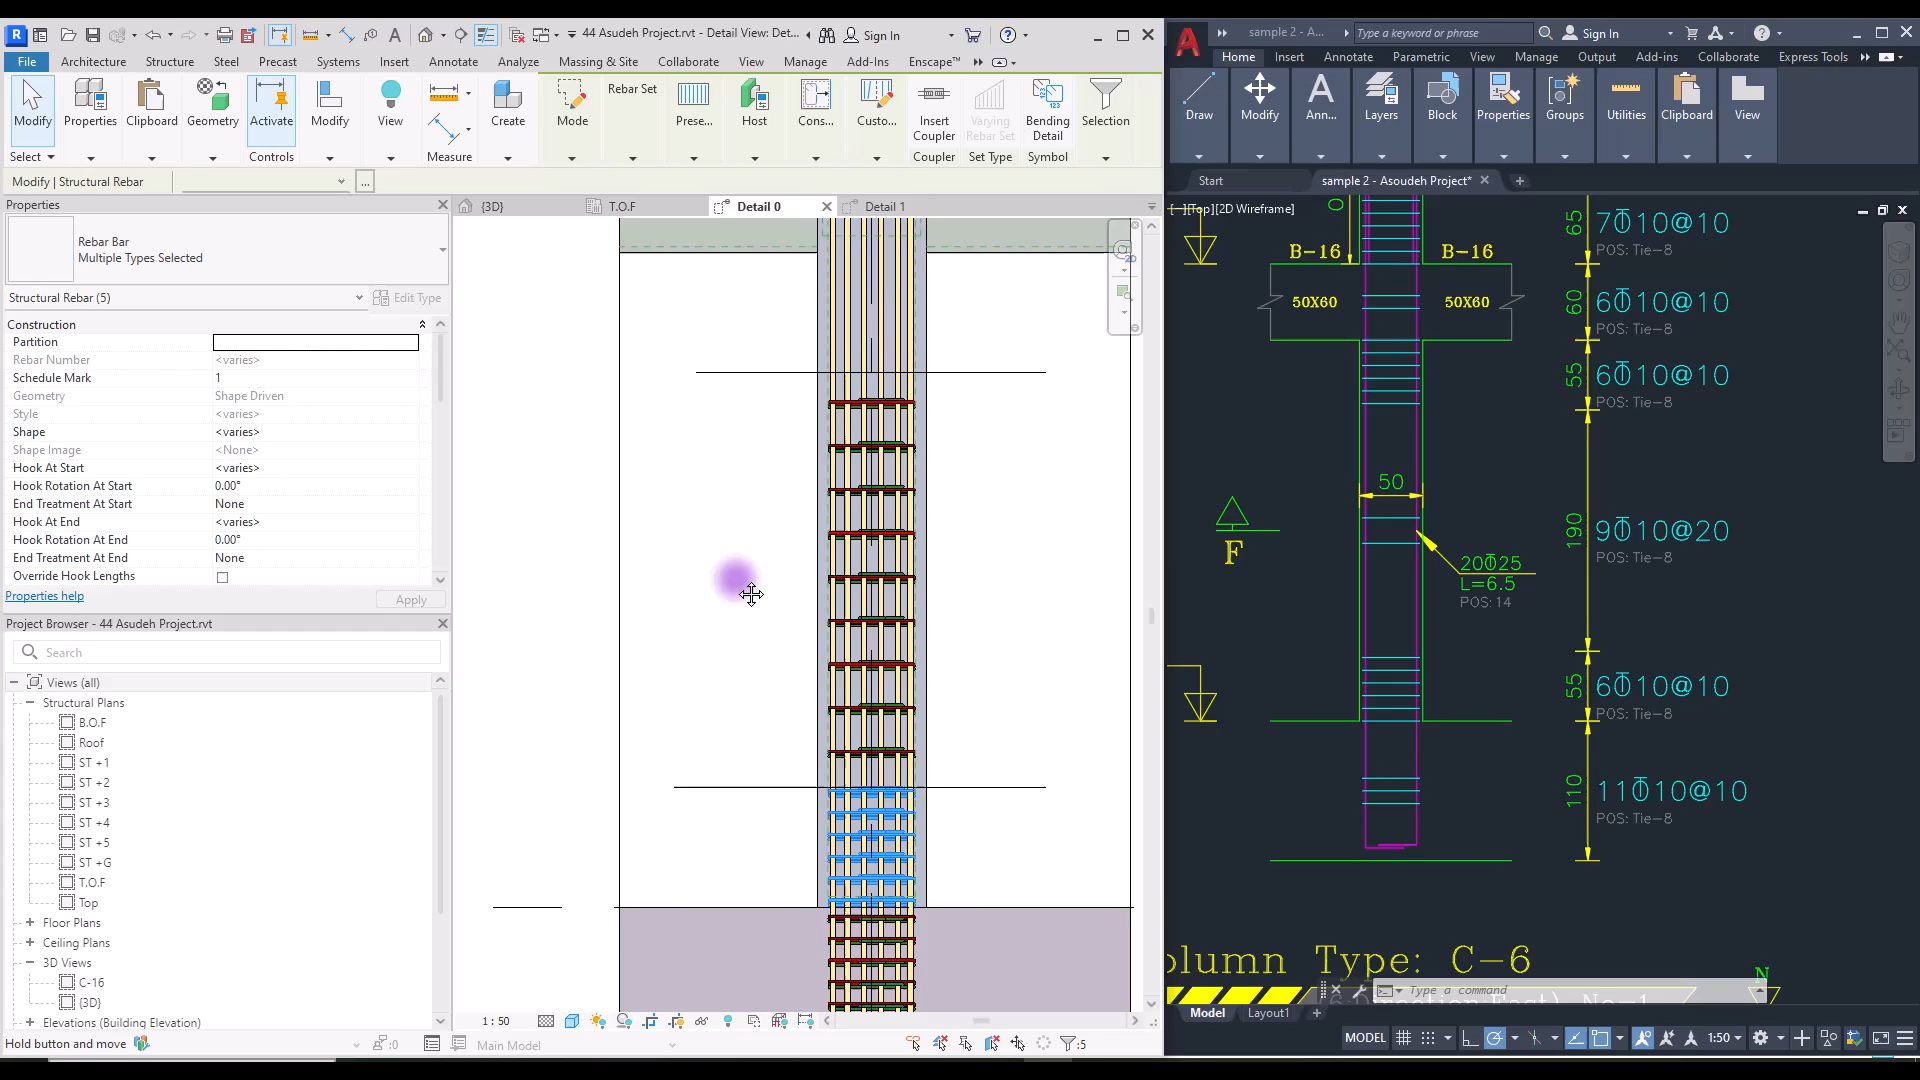 44 Asudeh Project.rvt - Detail View: Det...
Sign In
File
Architecture
Structure
Steel
Precast
Systems
Insert
Annotate
Analyze
Massing & Site
Collaborate
View
Manage
Add-Ins
Enscape™
Modify
Properties
Clipboard
Geometry
Activate
Modify
View
Create
Mode
Rebar Set
Prese...
Host
Cons...
Custo...
Insert Coupler
Varying Rebar Set
Bending Detail
Selection
Select
Controls
Measure
Coupler
Set Type
Symbol
Modify | Structural Rebar
...
Properties
Rebar Bar
Multiple Types Selected
Structural Rebar (5)
Edit Type
Construction
Partition
Rebar Number <varies>
Schedule Mark 1
Geometry Shape Driven
Style <varies>
Shape <varies>
Shape Image <None>
Hook At Start <varies>
Hook Rotation At Start 0.00°
End Treatment At Start None
Hook At End <varies>
Hook Rotation At End 0.00°
End Treatment At End None
Override Hook Lengths
Properties help
Apply
Project Browser - 44 Asudeh Project.rvt
Search
Views (all)
Structural Plans
B.O.F
Roof
ST +1
ST +2
ST +3
ST +4
ST +5
ST +G
T.O.F
Top
Floor Plans
Ceiling Plans
3D Views
C-16
{3D}
Elevations (Building Elevation)
Hold button and move
{3D}
T.O.F
Detail 0
Detail 1
2D
1 : 50
:0
Main Model
:5
sample 2 - A...
Type a keyword or phrase
Sign In
Home
Insert
Annotate
Parametric
View
Manage
Output
Add-ins
Collaborate
Express Tools
Draw
Modify
Ann...
Layers
Block
Properties
Groups
Utilities
Clipboard
View
Start
sample 2 - Asoudeh Project*
[−][Top][2D Wireframe]
0
65
7Φ10@10
POS: Tie-8
B-16
B-16
50X60
50X60
60
6Φ10@10
POS: Tie-8
55
6Φ10@10
POS: Tie-8
50
F
190
9Φ10@20
POS: Tie-8
20Φ25
L=6.5
POS: 14
55
6Φ10@10
POS: Tie-8
110
11Φ10@10
POS: Tie-8
olumn Type: C-6
N
Type a command
Model
Layout1
MODEL
1:50